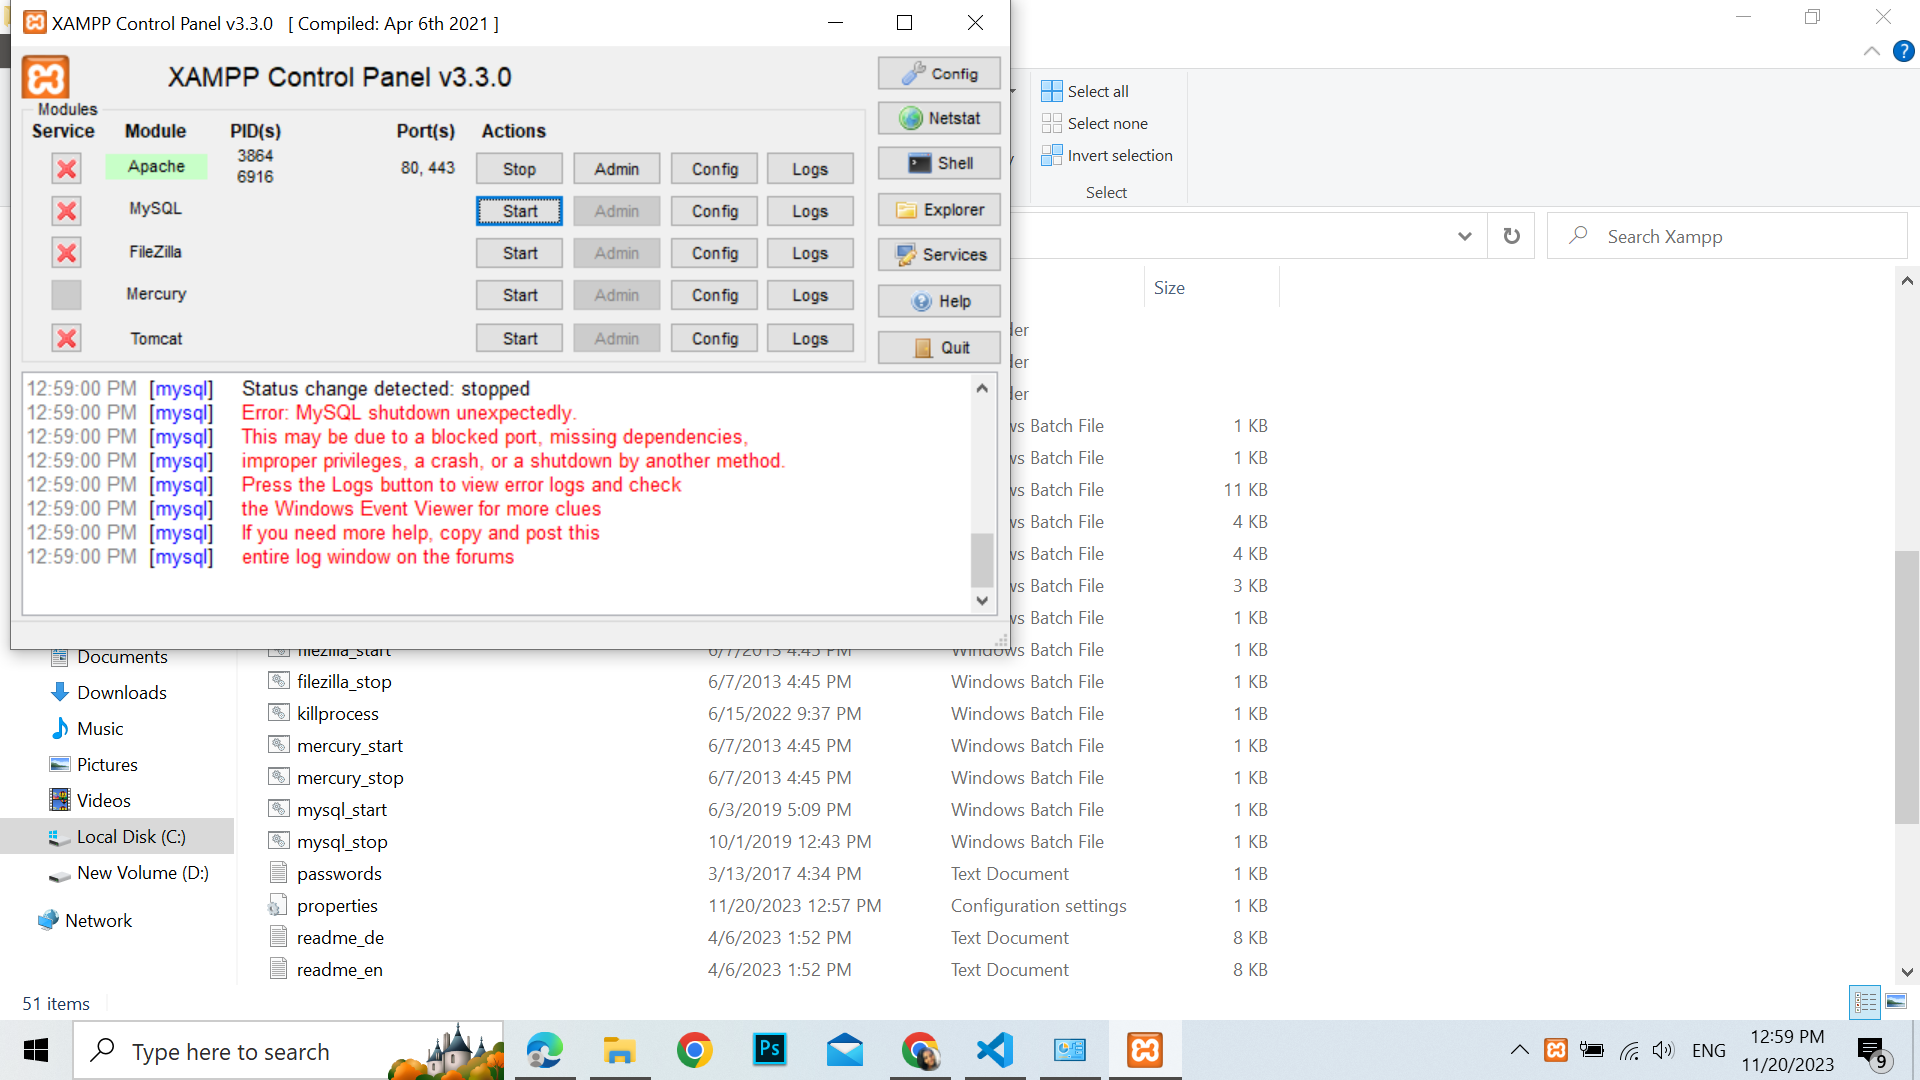 XAMPP Control Panel v3.3.0 [ Compiled: Apr 6th 2021 ]
XAMPP Control Panel v3.3.0
Config
Modules
Service Module PID(s) Port(s) Actions
Netstat
Apache 3864 6916 80, 443 Stop Admin Config Logs
Shell
MySQL Start Admin Config Logs
Explorer
FileZilla Start Admin Config Logs
Services
Mercury Start Admin Config Logs
Help
Tomcat Start Admin Config Logs
Quit
12:59:00 PM [mysql] Status change detected: stopped
12:59:00 PM [mysql] Error: MySQL shutdown unexpectedly.
12:59:00 PM [mysql] This may be due to a blocked port, missing dependencies,
12:59:00 PM [mysql] improper privileges, a crash, or a shutdown by another method.
12:59:00 PM [mysql] Press the Logs button to view error logs and check
12:59:00 PM [mysql] the Windows Event Viewer for more clues
12:59:00 PM [mysql] If you need more help, copy and post this
12:59:00 PM [mysql] entire log window on the forums
Select all
Select none
Invert selection
Select
Search Xampp
Size
der
der
der
ws Batch File 1 KB
ws Batch File 1 KB
ws Batch File 11 KB
ws Batch File 4 KB
ws Batch File 4 KB
ws Batch File 3 KB
ws Batch File 1 KB
filezilla_start 6/7/2013 4:45 PM Windows Batch File 1 KB
filezilla_stop 6/7/2013 4:45 PM Windows Batch File 1 KB
killprocess 6/15/2022 9:37 PM Windows Batch File 1 KB
mercury_start 6/7/2013 4:45 PM Windows Batch File 1 KB
mercury_stop 6/7/2013 4:45 PM Windows Batch File 1 KB
mysql_start 6/3/2019 5:09 PM Windows Batch File 1 KB
mysql_stop 10/1/2019 12:43 PM Windows Batch File 1 KB
passwords 3/13/2017 4:34 PM Text Document 1 KB
properties 11/20/2023 12:57 PM Configuration settings 1 KB
readme_de 4/6/2023 1:52 PM Text Document 8 KB
readme_en 4/6/2023 1:52 PM Text Document 8 KB
Documents
Downloads
Music
Pictures
Videos
Local Disk (C:)
New Volume (D:)
Network
51 items
Type here to search
Ps
ENG
12:59 PM
11/20/2023
9